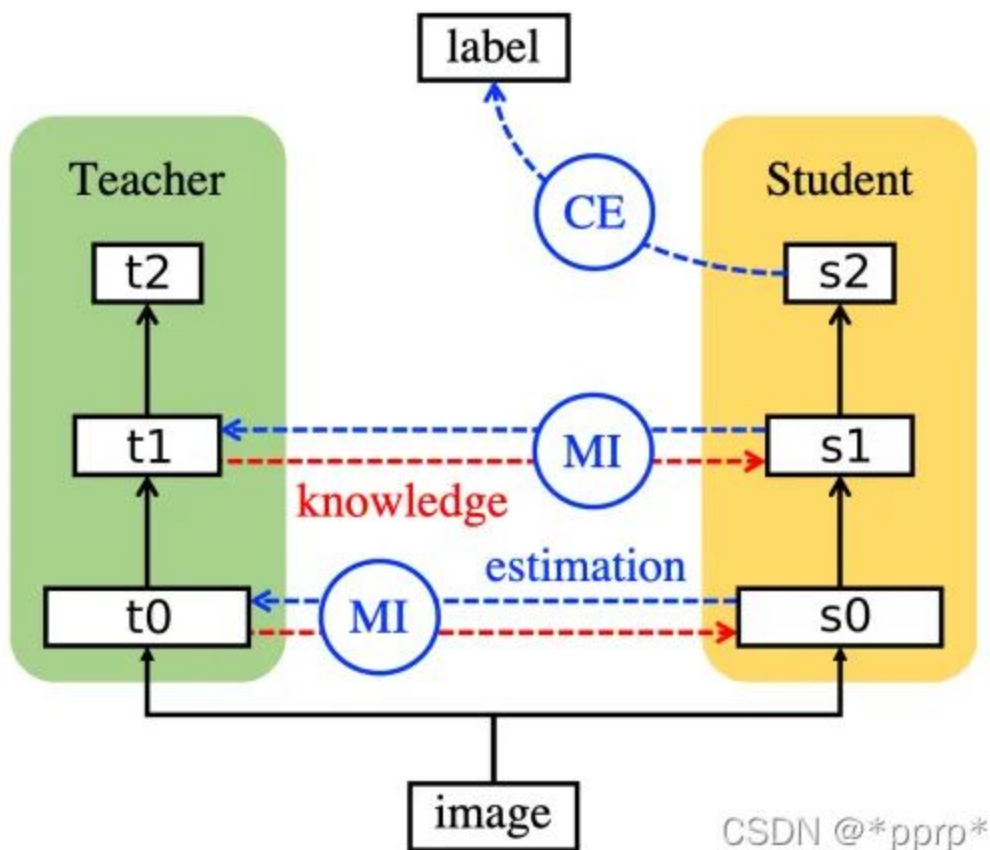 label
Teacher
Student
CE
t2
s2
t1
MI
s1
knowledge
estimation
t0
MI
s0
image
CSDN @*pprp*